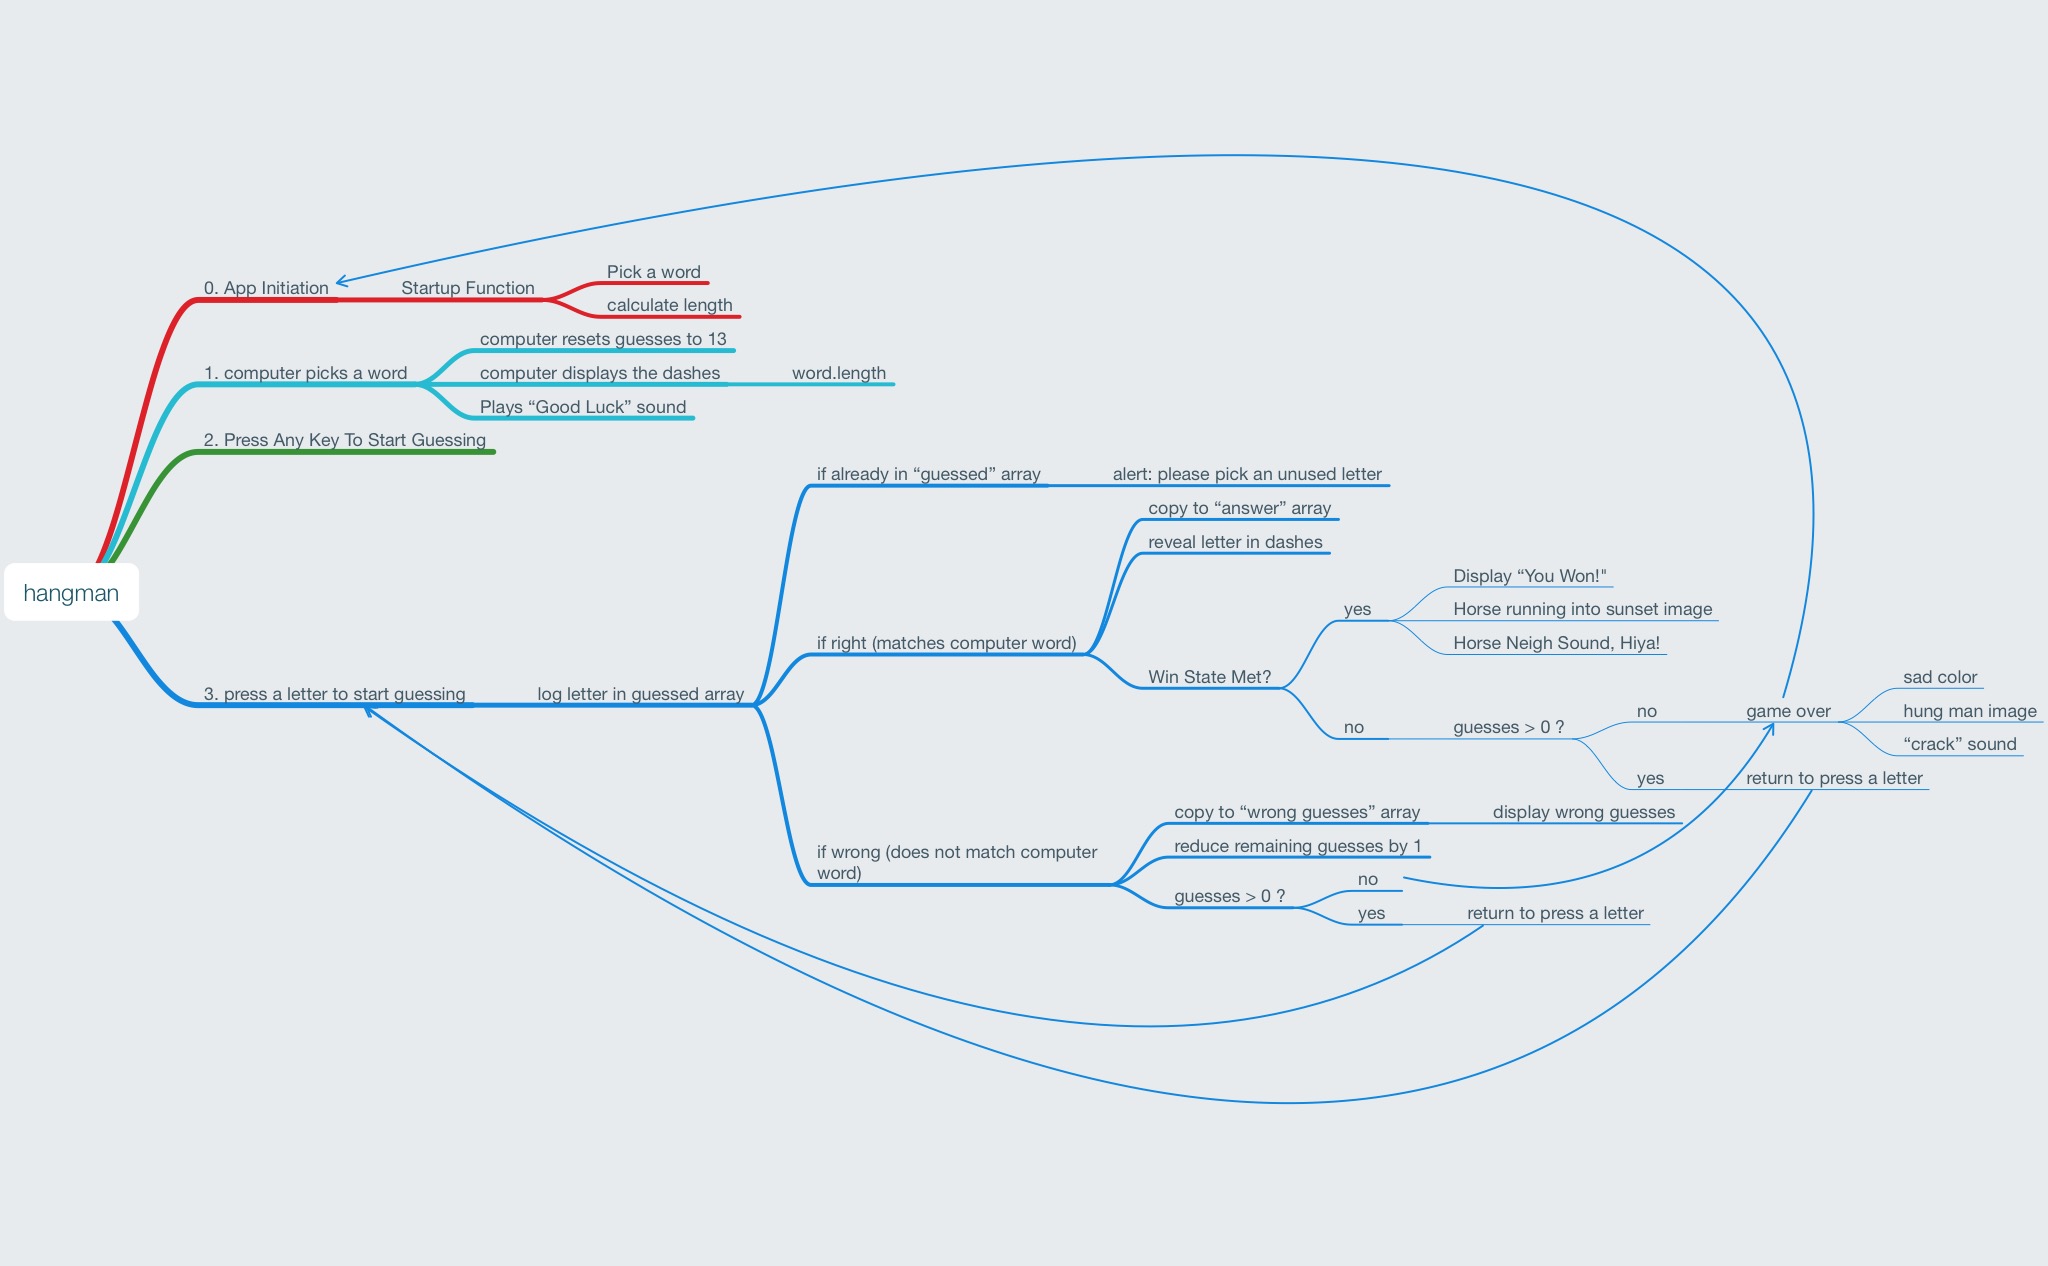 hangman
0. App Initiation
Startup Function
Pick a word
calculate length
1. computer picks a word
computer resets guesses to 13
computer displays the dashes
word.length
Plays “Good Luck” sound
2. Press Any Key To Start Guessing
3. press a letter to start guessing
log letter in guessed array
if already in “guessed” array
alert: please pick an unused letter
if right (matches computer word)
copy to “answer” array
reveal letter in dashes
Win State Met?
yes
Display “You Won!"
Horse running into sunset image
Horse Neigh Sound, Hiya!
no
guesses > 0 ?
no
game over
sad color
hung man image
“crack” sound
yes
return to press a letter
if wrong (does not match computer
word)
copy to “wrong guesses” array
display wrong guesses
reduce remaining guesses by 1
guesses > 0 ?
no
yes
return to press a letter